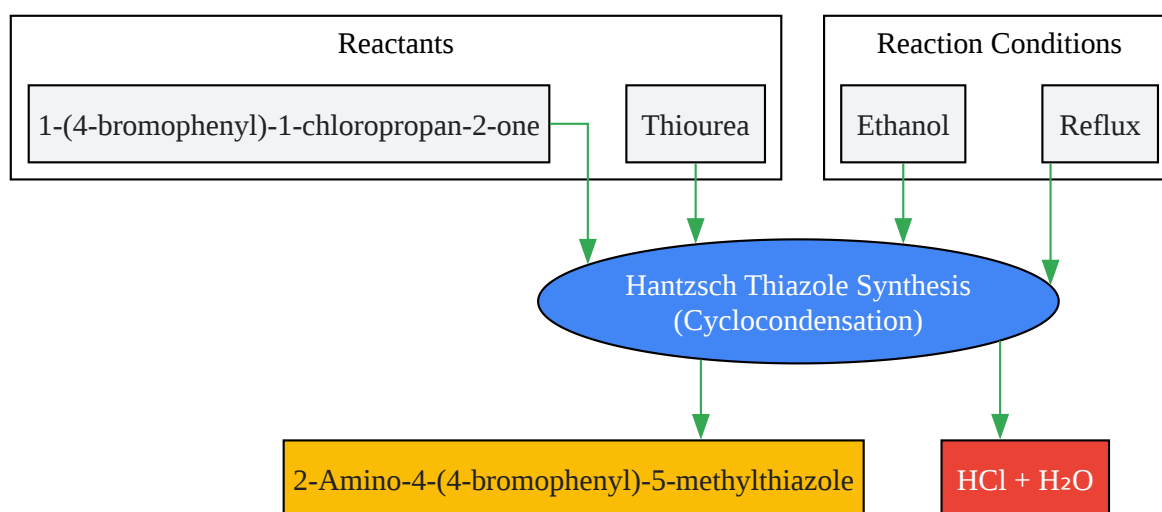 Reactants
Reaction Conditions
1-(4-bromophenyl)-1-chloropropan-2-one
Thiourea
Ethanol
Reflux
Hantzsch Thiazole Synthesis
(Cyclocondensation)
2-Amino-4-(4-bromophenyl)-5-methylthiazole
HCl + H₂O